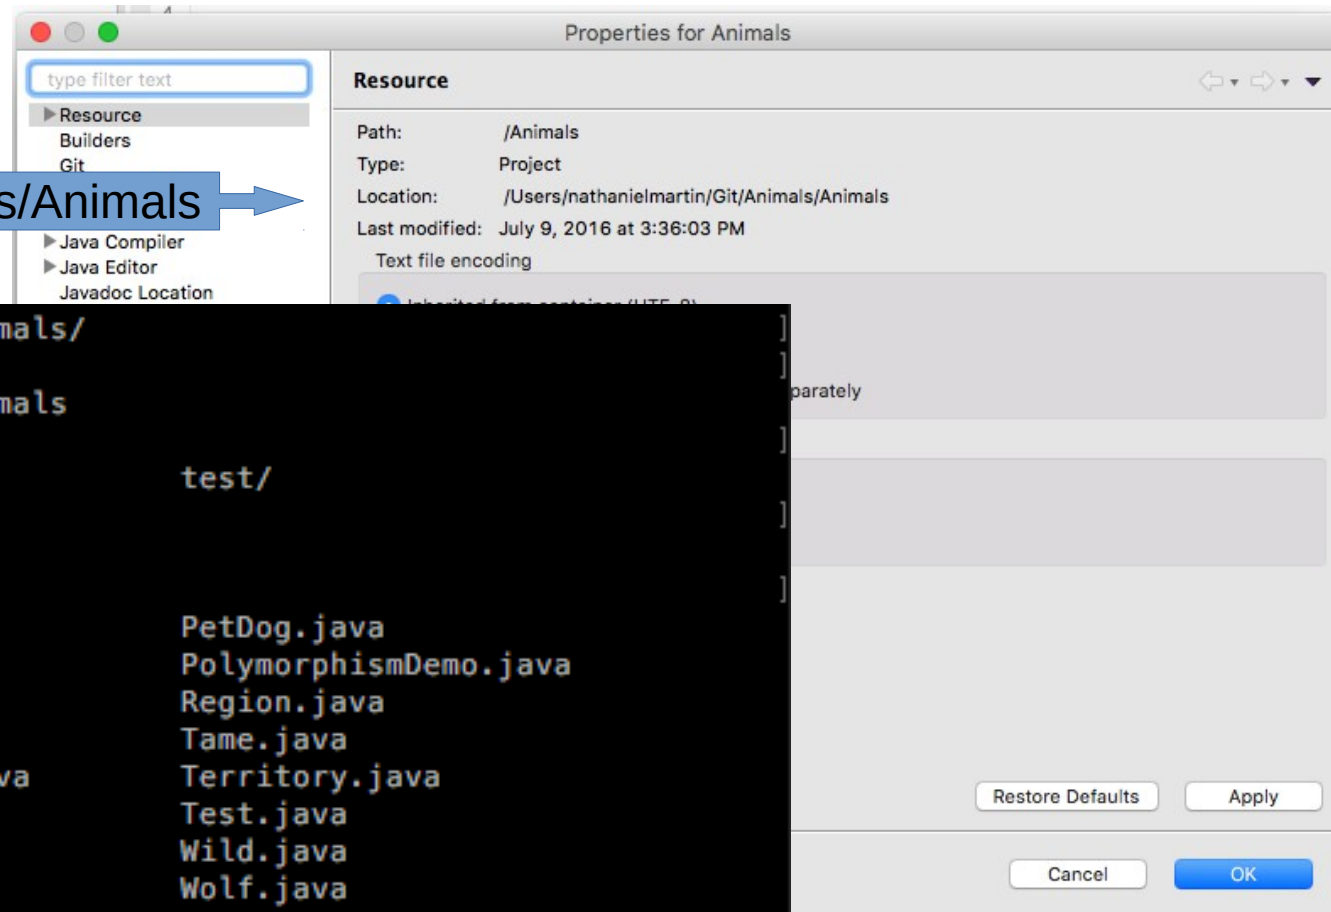 Properties for Animals
type filter text
Resource
Builders
Git
s/Animals
Java Compiler
Java Editor
Javadoc Location
Resource
Path: /Animals
Type: Project
Location: /Users/nathanielmartin/Git/Animals/Animals
Last modified: July 9, 2016 at 3:36:03 PM
Text file encoding
mals/ ]
]
parately
mals
]
test/
]
]
PetDog.java
PolymorphismDemo.java
Region.java
Tame.java
va Territory.java
Test.java
Wild.java
Wolf.java
Restore Defaults Apply
Cancel OK